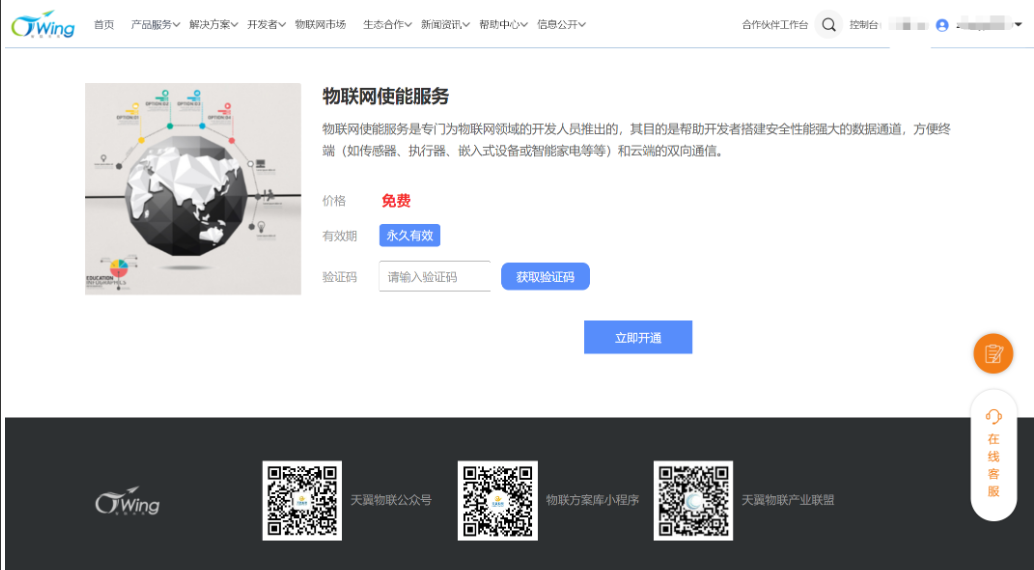 CTWing
首页 产品服务 解决方案 开发者 物联网市场 生态合作 新闻资讯 帮助中心 信息公开 合作伙伴工作台 控制台
物联网使能服务
物联网使能服务是专门为物联网领域的开发人员推出的，其目的是帮助开发者搭建安全性能强大的数据通道，方便终
端（如传感器、执行器、嵌入式设备或智能家电等等）和云端的双向通信。
价格 免费
有效期 永久有效
验证码 请输入验证码 获取验证码
立即开通
OPTION 01
OPTION 02
OPTION 03
OPTION 04
EDUCATION
INFOGRAPHICS
在
线
客
服
CTWing
天翼物联公众号 物联方案库小程序 天翼物联产业联盟